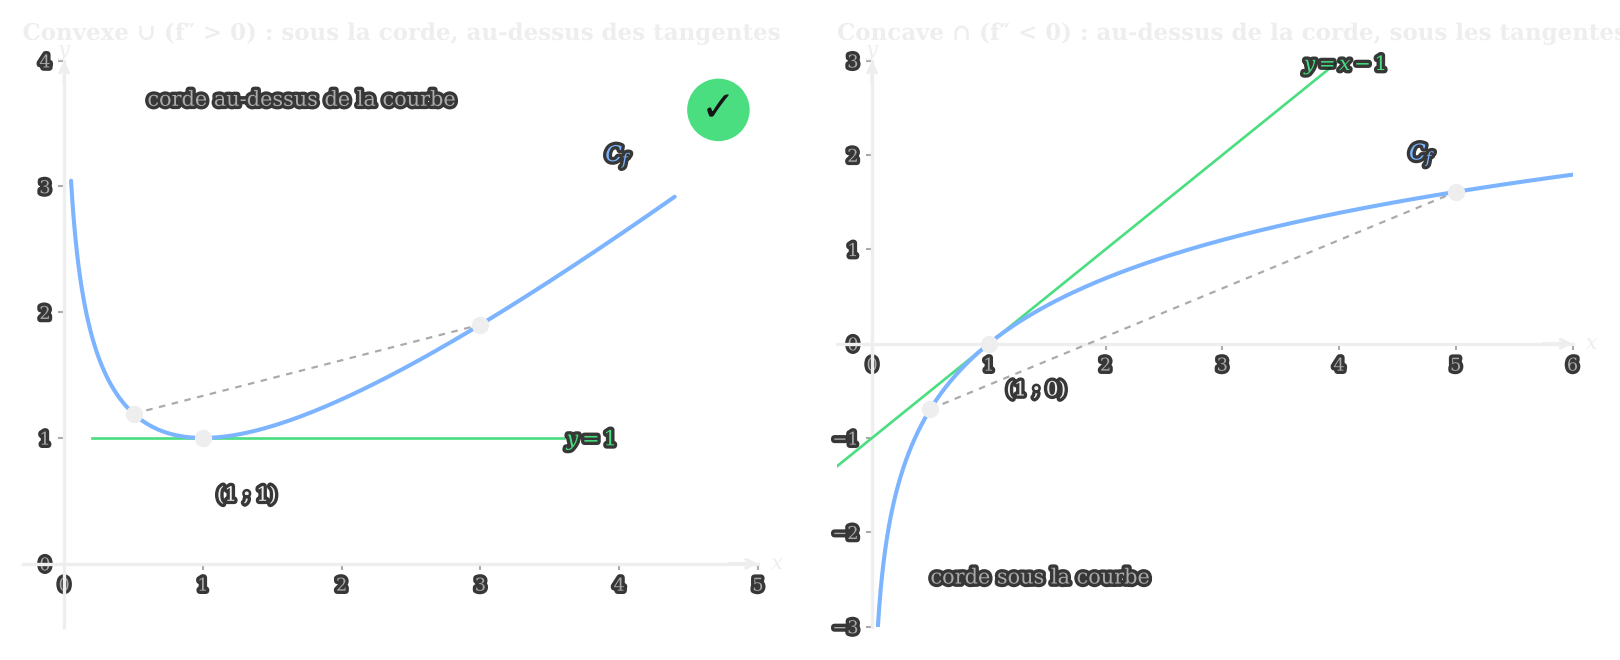 Convexe ∪ (f″ > 0) : sous la corde, au-dessus des tangentes
y
4
corde au-dessus de la courbe
✓
C_f
3
2
1
y = 1
(1 ; 1)
0
x
0 1 2 3 4 5
Concave ∩ (f″ < 0) : au-dessus de la corde, sous les tangentes
y
3
y = x − 1
2
C_f
1
0
x
0 1 2 3 4 5 6
(1 ; 0)
−1
−2
corde sous la courbe
−3